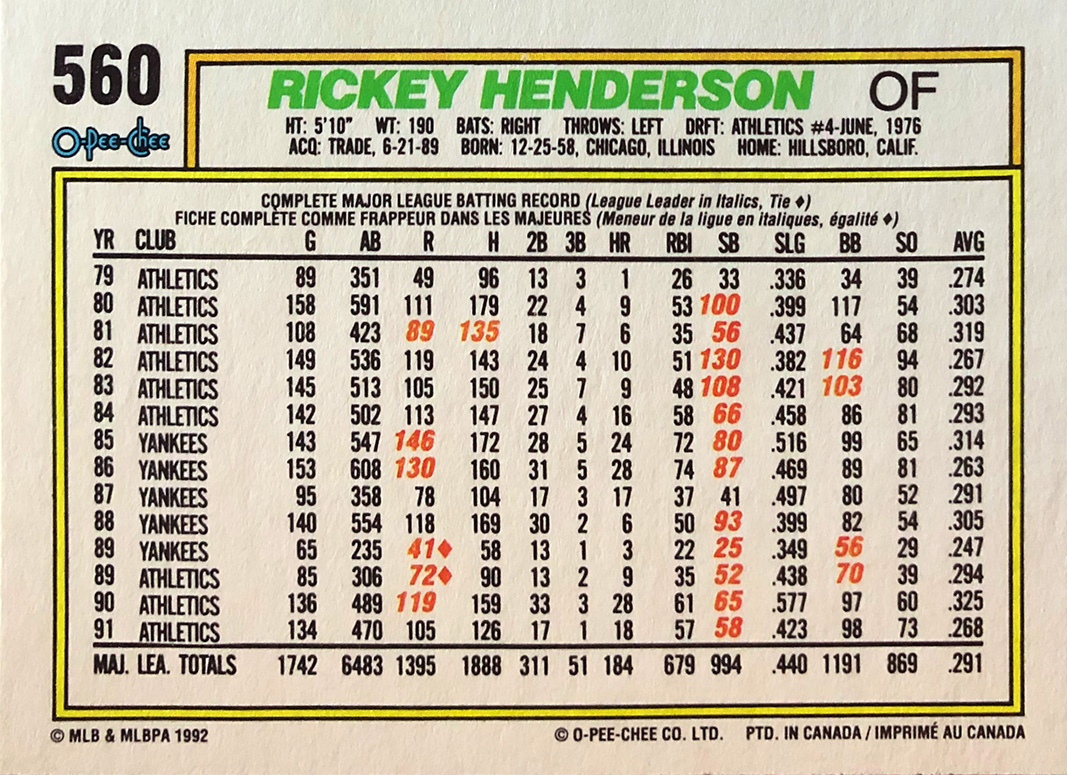 560
RICKEY HENDERSON OF
O-Pee-Chee
HT: 5'10" WT: 190 BATS: RIGHT THROWS: LEFT DRFT: ATHLETICS #4-JUNE, 1976
ACQ: TRADE, 6-21-89 BORN: 12-25-58, CHICAGO, ILLINOIS HOME: HILLSBORO, CALIF.
COMPLETE MAJOR LEAGUE BATTING RECORD (League Leader in Italics, Tie ♦)
FICHE COMPLÈTE COMME FRAPPEUR DANS LES MAJEURES (Meneur de la ligue en italiques, égalité ♦)
YR CLUB G AB R H 2B 3B HR RBI SB SLG BB SO AVG
79 ATHLETICS 89 351 49 96 13 3 1 26 33 .336 34 39 .274
80 ATHLETICS 158 591 111 179 22 4 9 53 100 .399 117 54 .303
81 ATHLETICS 108 423 89 135 18 7 6 35 56 .437 64 68 .319
82 ATHLETICS 149 536 119 143 24 4 10 51 130 .382 116 94 .267
83 ATHLETICS 145 513 105 150 25 7 9 48 108 .421 103 80 .292
84 ATHLETICS 142 502 113 147 27 4 16 58 66 .458 86 81 .293
85 YANKEES 143 547 146 172 28 5 24 72 80 .516 99 65 .314
86 YANKEES 153 608 130 160 31 5 28 74 87 .469 89 81 .263
87 YANKEES 95 358 78 104 17 3 17 37 41 .497 80 52 .291
88 YANKEES 140 554 118 169 30 2 6 50 93 .399 82 54 .305
89 YANKEES 65 235 41♦ 58 13 1 3 22 25 .349 56 29 .247
89 ATHLETICS 85 306 72♦ 90 13 2 9 35 52 .438 70 39 .294
90 ATHLETICS 136 489 119 159 33 3 28 61 65 .577 97 60 .325
91 ATHLETICS 134 470 105 126 17 1 18 57 58 .423 98 73 .268
MAJ. LEA. TOTALS 1742 6483 1395 1888 311 51 184 679 994 .440 1191 869 .291
© MLB & MLBPA 1992 © O-PEE-CHEE CO. LTD. PTD. IN CANADA / IMPRIMÉ AU CANADA